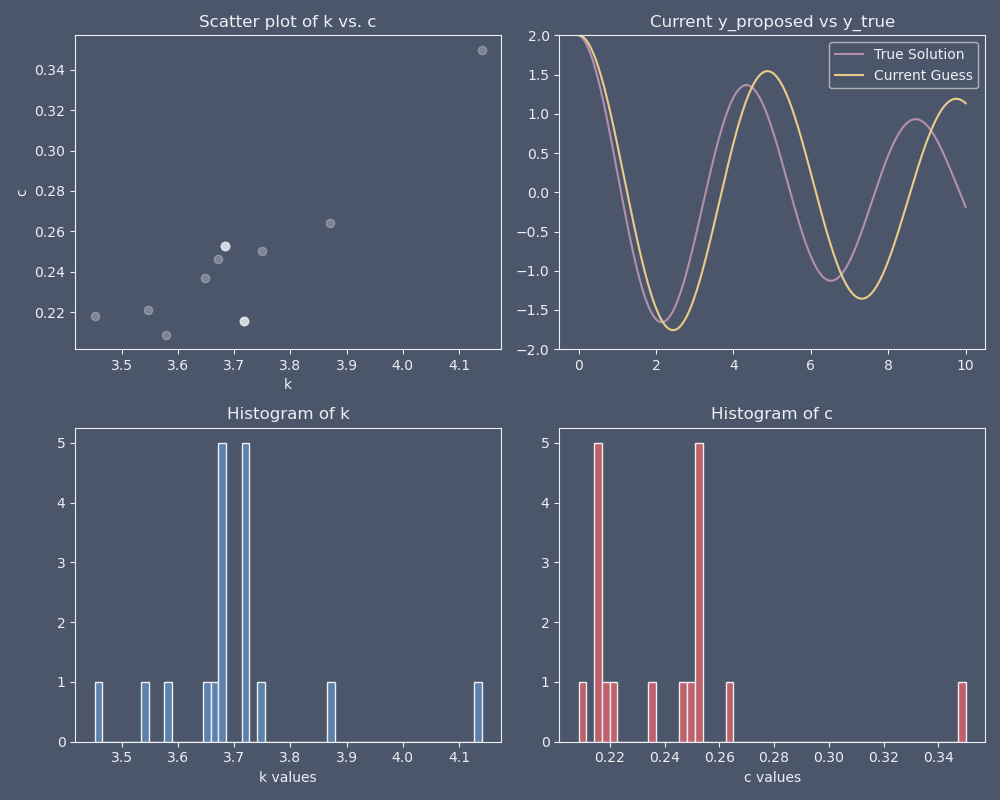 Scatter plot of k vs. c
c
0.34
0.32
0.30
0.28
0.26
0.24
0.22
3.5 3.6 3.7 3.8 3.9 4.0 4.1
k
Current y_proposed vs y_true
True Solution
Current Guess
2.0
1.5
1.0
0.5
0.0
−0.5
−1.0
−1.5
−2.0
0 2 4 6 8 10
Histogram of k
5
4
3
2
1
0
3.5 3.6 3.7 3.8 3.9 4.0 4.1
k values
Histogram of c
5
4
3
2
1
0
0.22 0.24 0.26 0.28 0.30 0.32 0.34
c values